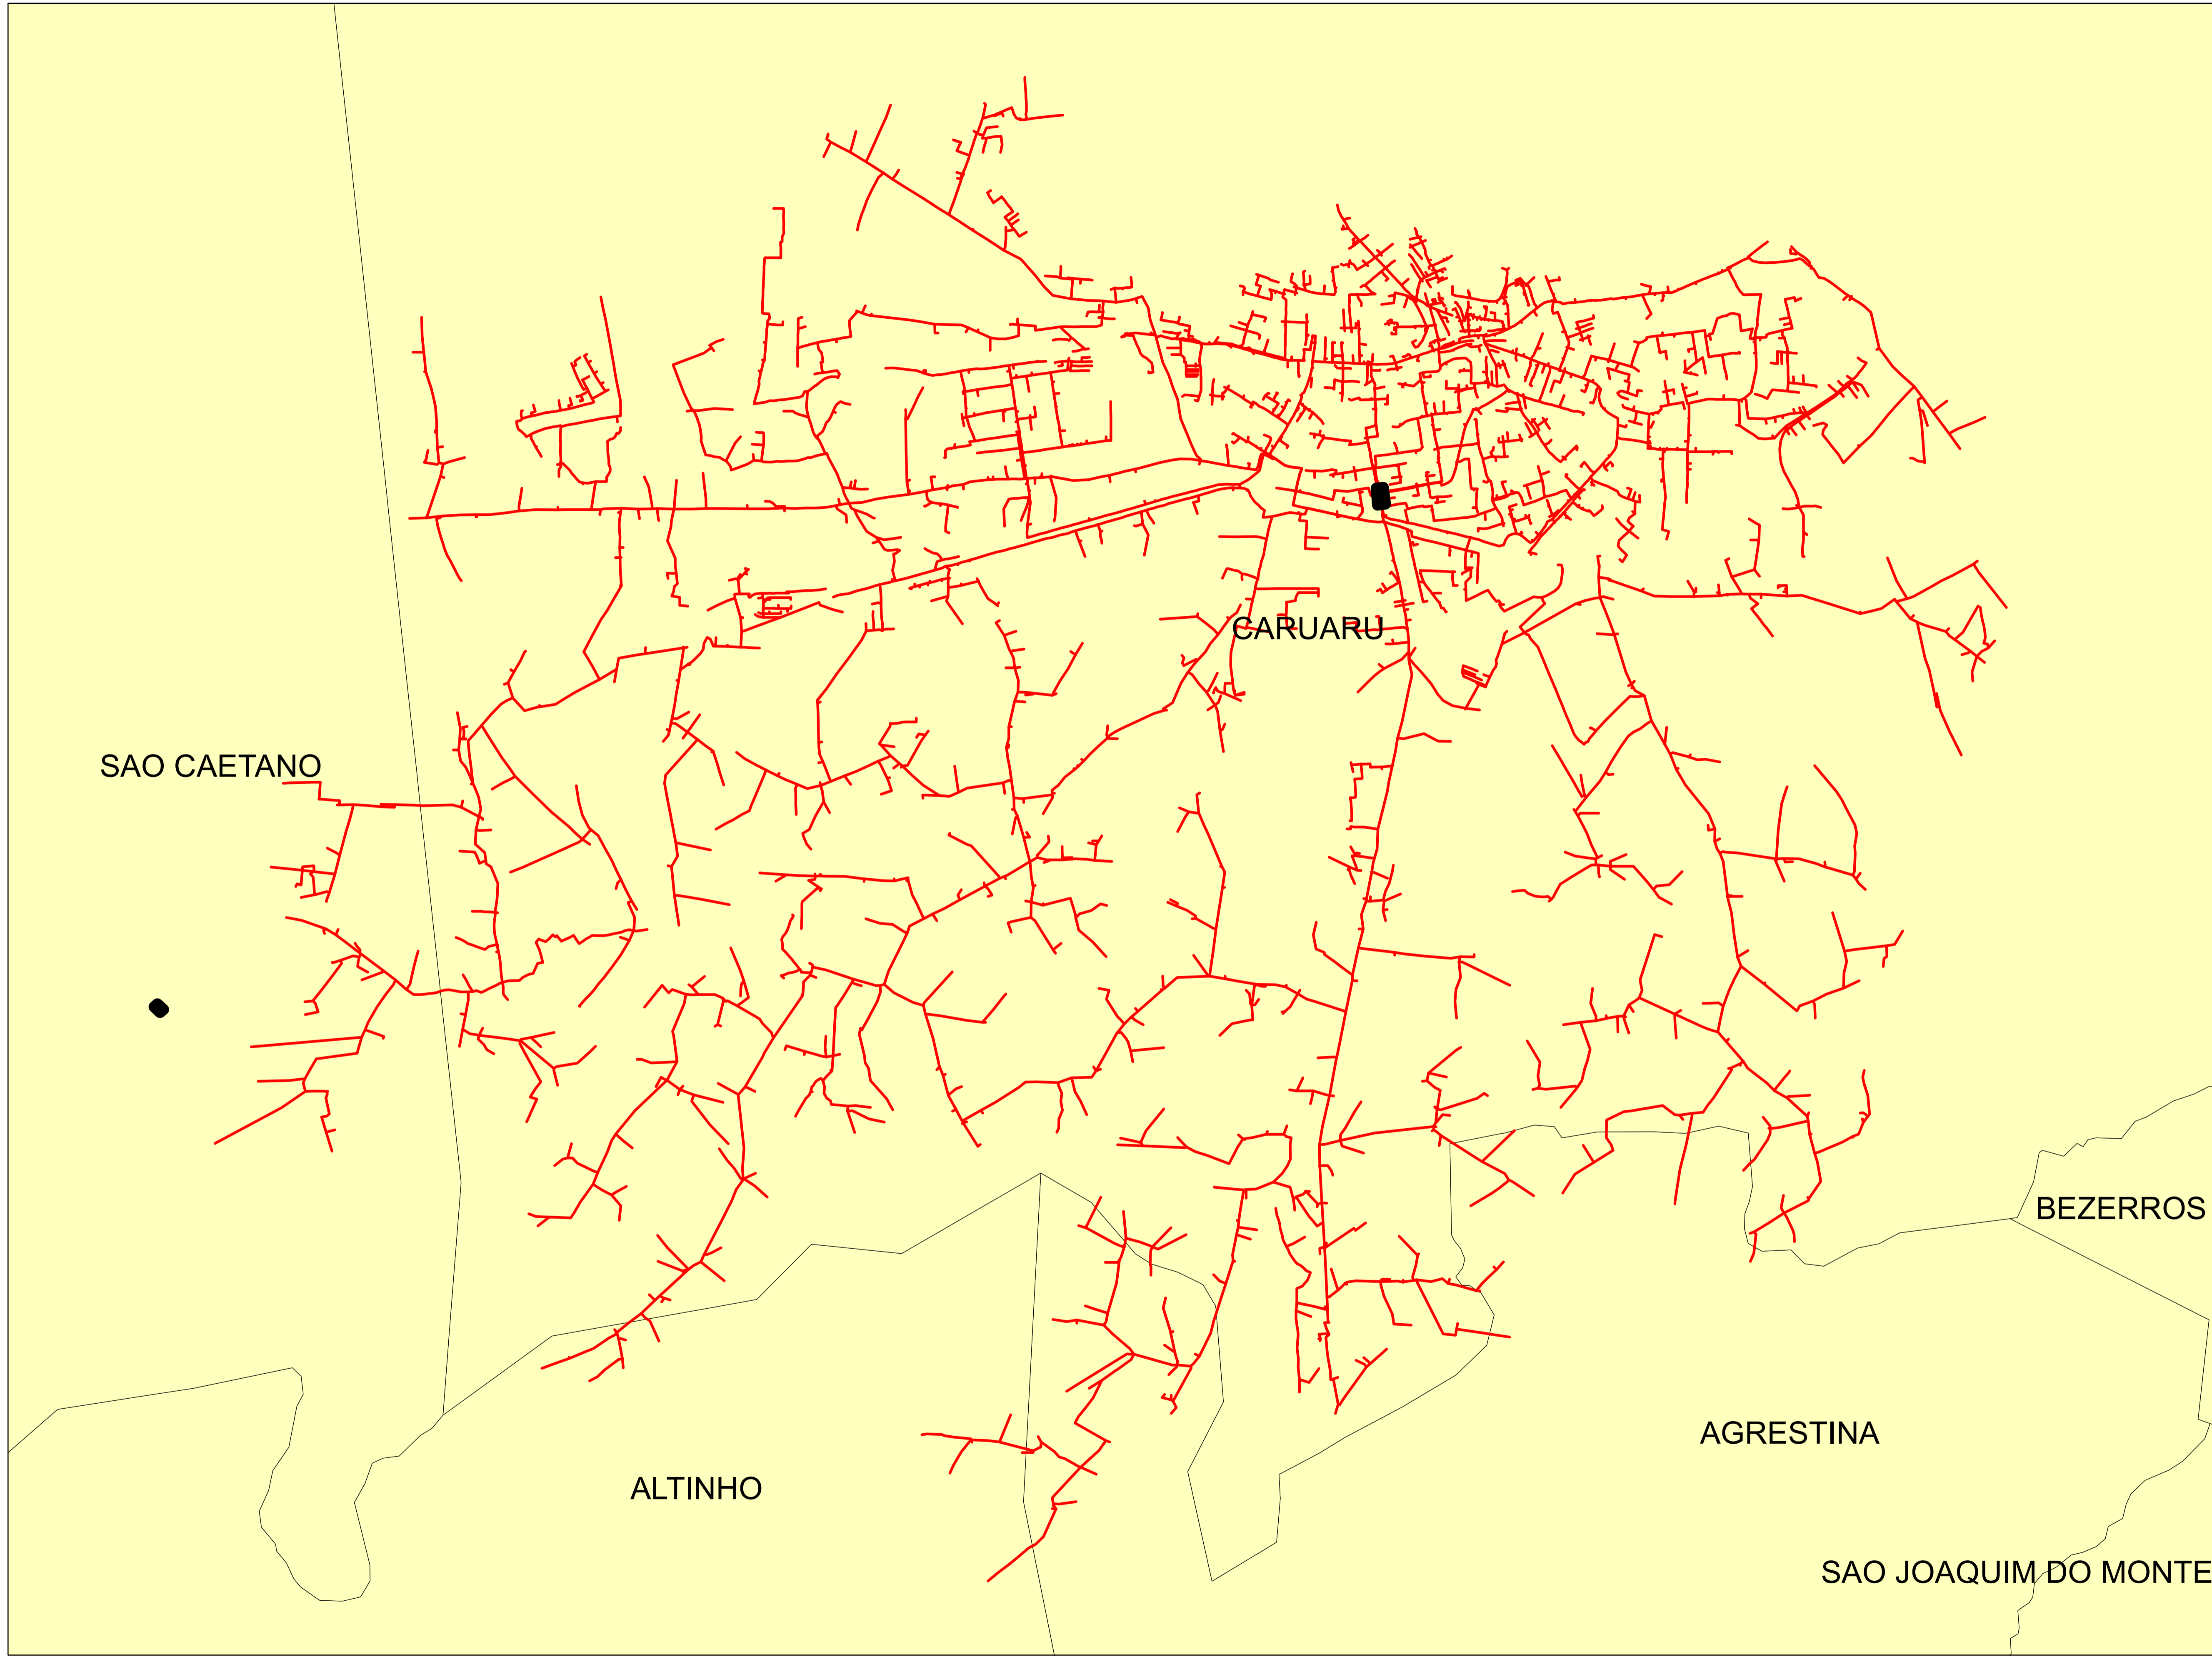 CARUARU
SAO CAETANO
BEZERROS
AGRESTINA
ALTINHO
SAO JOAQUIM DO MONTE